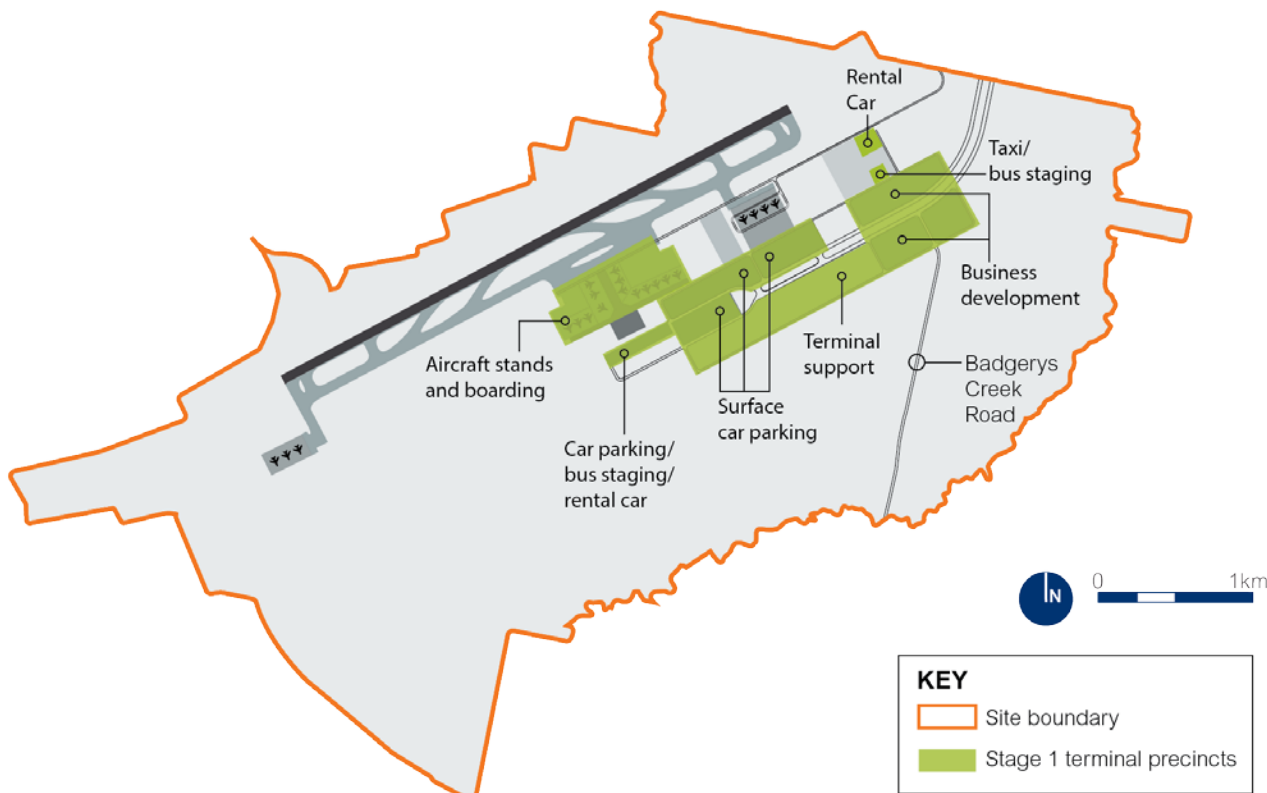 Rental
Car
Taxi/
bus staging
Business
development
Terminal
support
Badgerys
Creek
Road
Aircraft stands
and boarding
Surface
car parking
Car parking/
bus staging/
rental car
N
0 1km
KEY
Site boundary
Stage 1 terminal precincts